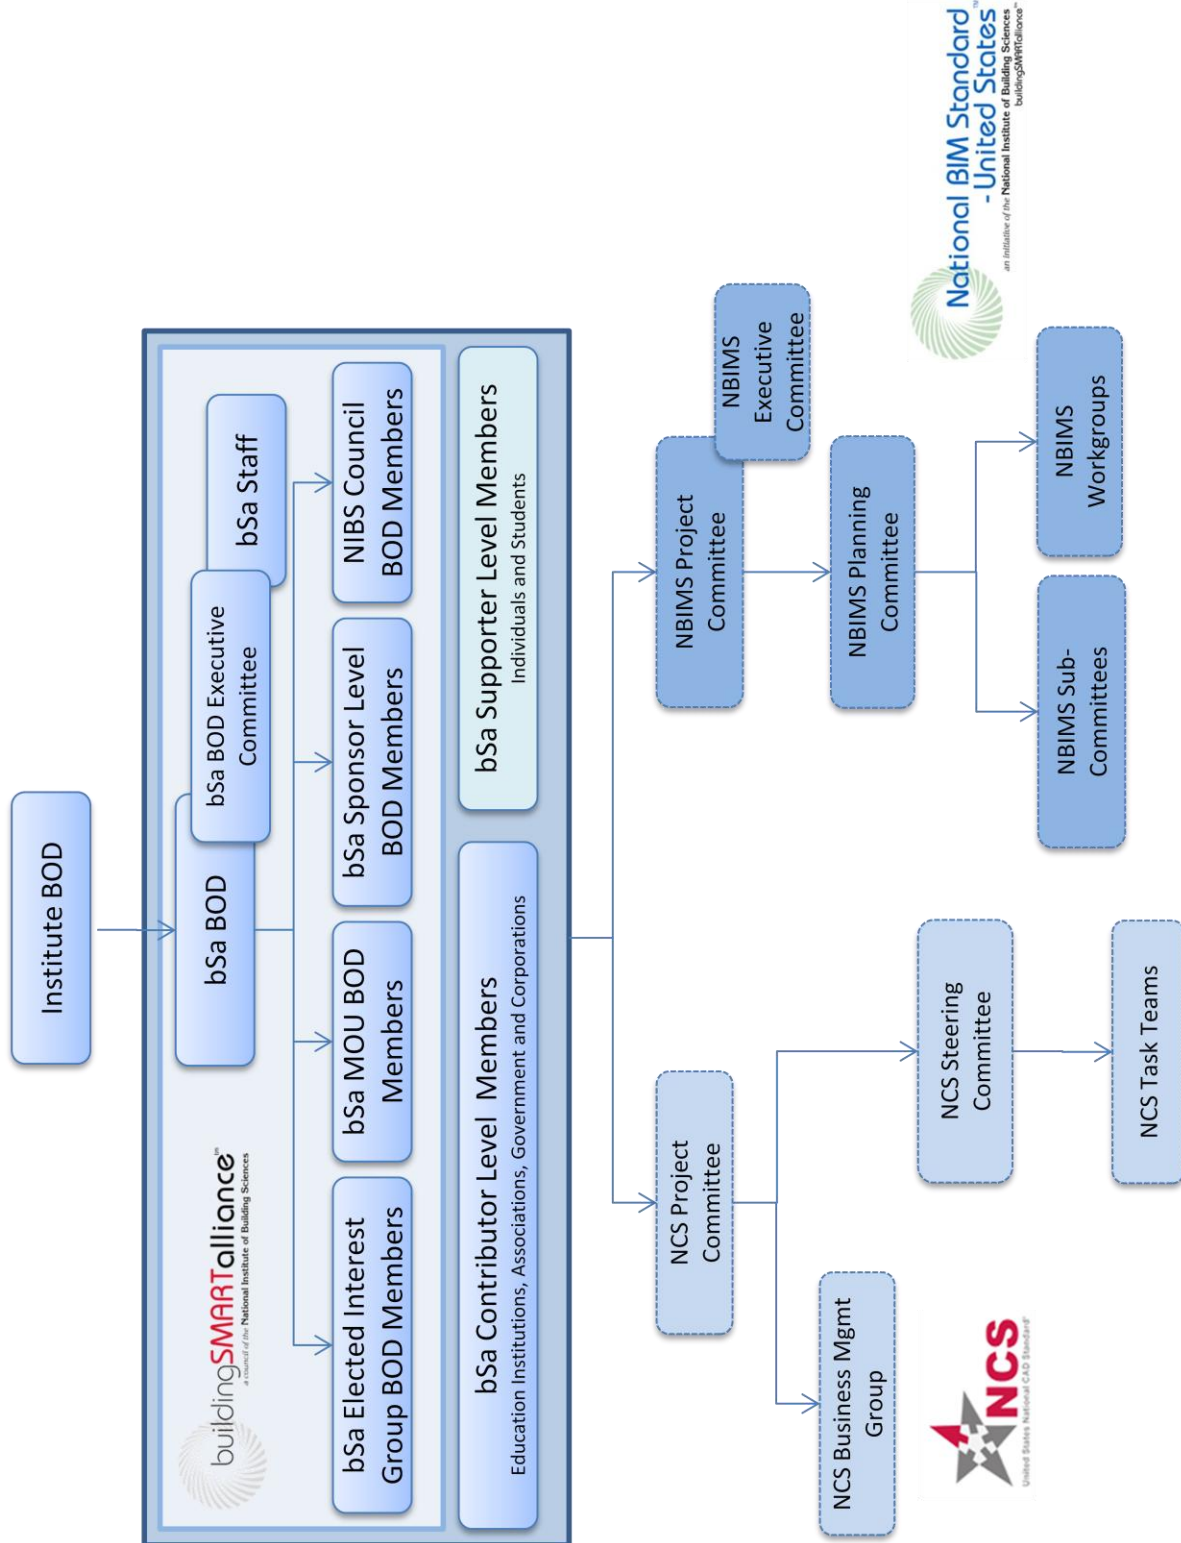 Institute BOD
buildingSMARTalliance™
a council of the National Institute of Building Sciences
bSa BOD
bSa BOD Executive
Committee
bSa Staff
bSa Elected Interest
Group BOD Members
bSa MOU BOD
Members
bSa Sponsor Level
BOD Members
NIBS Council
BOD Members
bSa Contributor Level Members
Education Institutions, Associations, Government and Corporations
bSa Supporter Level Members
Individuals and Students
NCS Project
Committee
NBIMS Project
Committee
NBIMS
Executive
Committee
NCS Business Mgmt
Group
NBIMS Planning
Committee
NCS Steering
Committee
National BIM Standard
- United States™
an initiative of the National Institute of Building Sciences
buildingSMARTalliance™
NCS
United States National CAD Standard®
NBIMS Sub-
Committees
NBIMS
Workgroups
NCS Task Teams